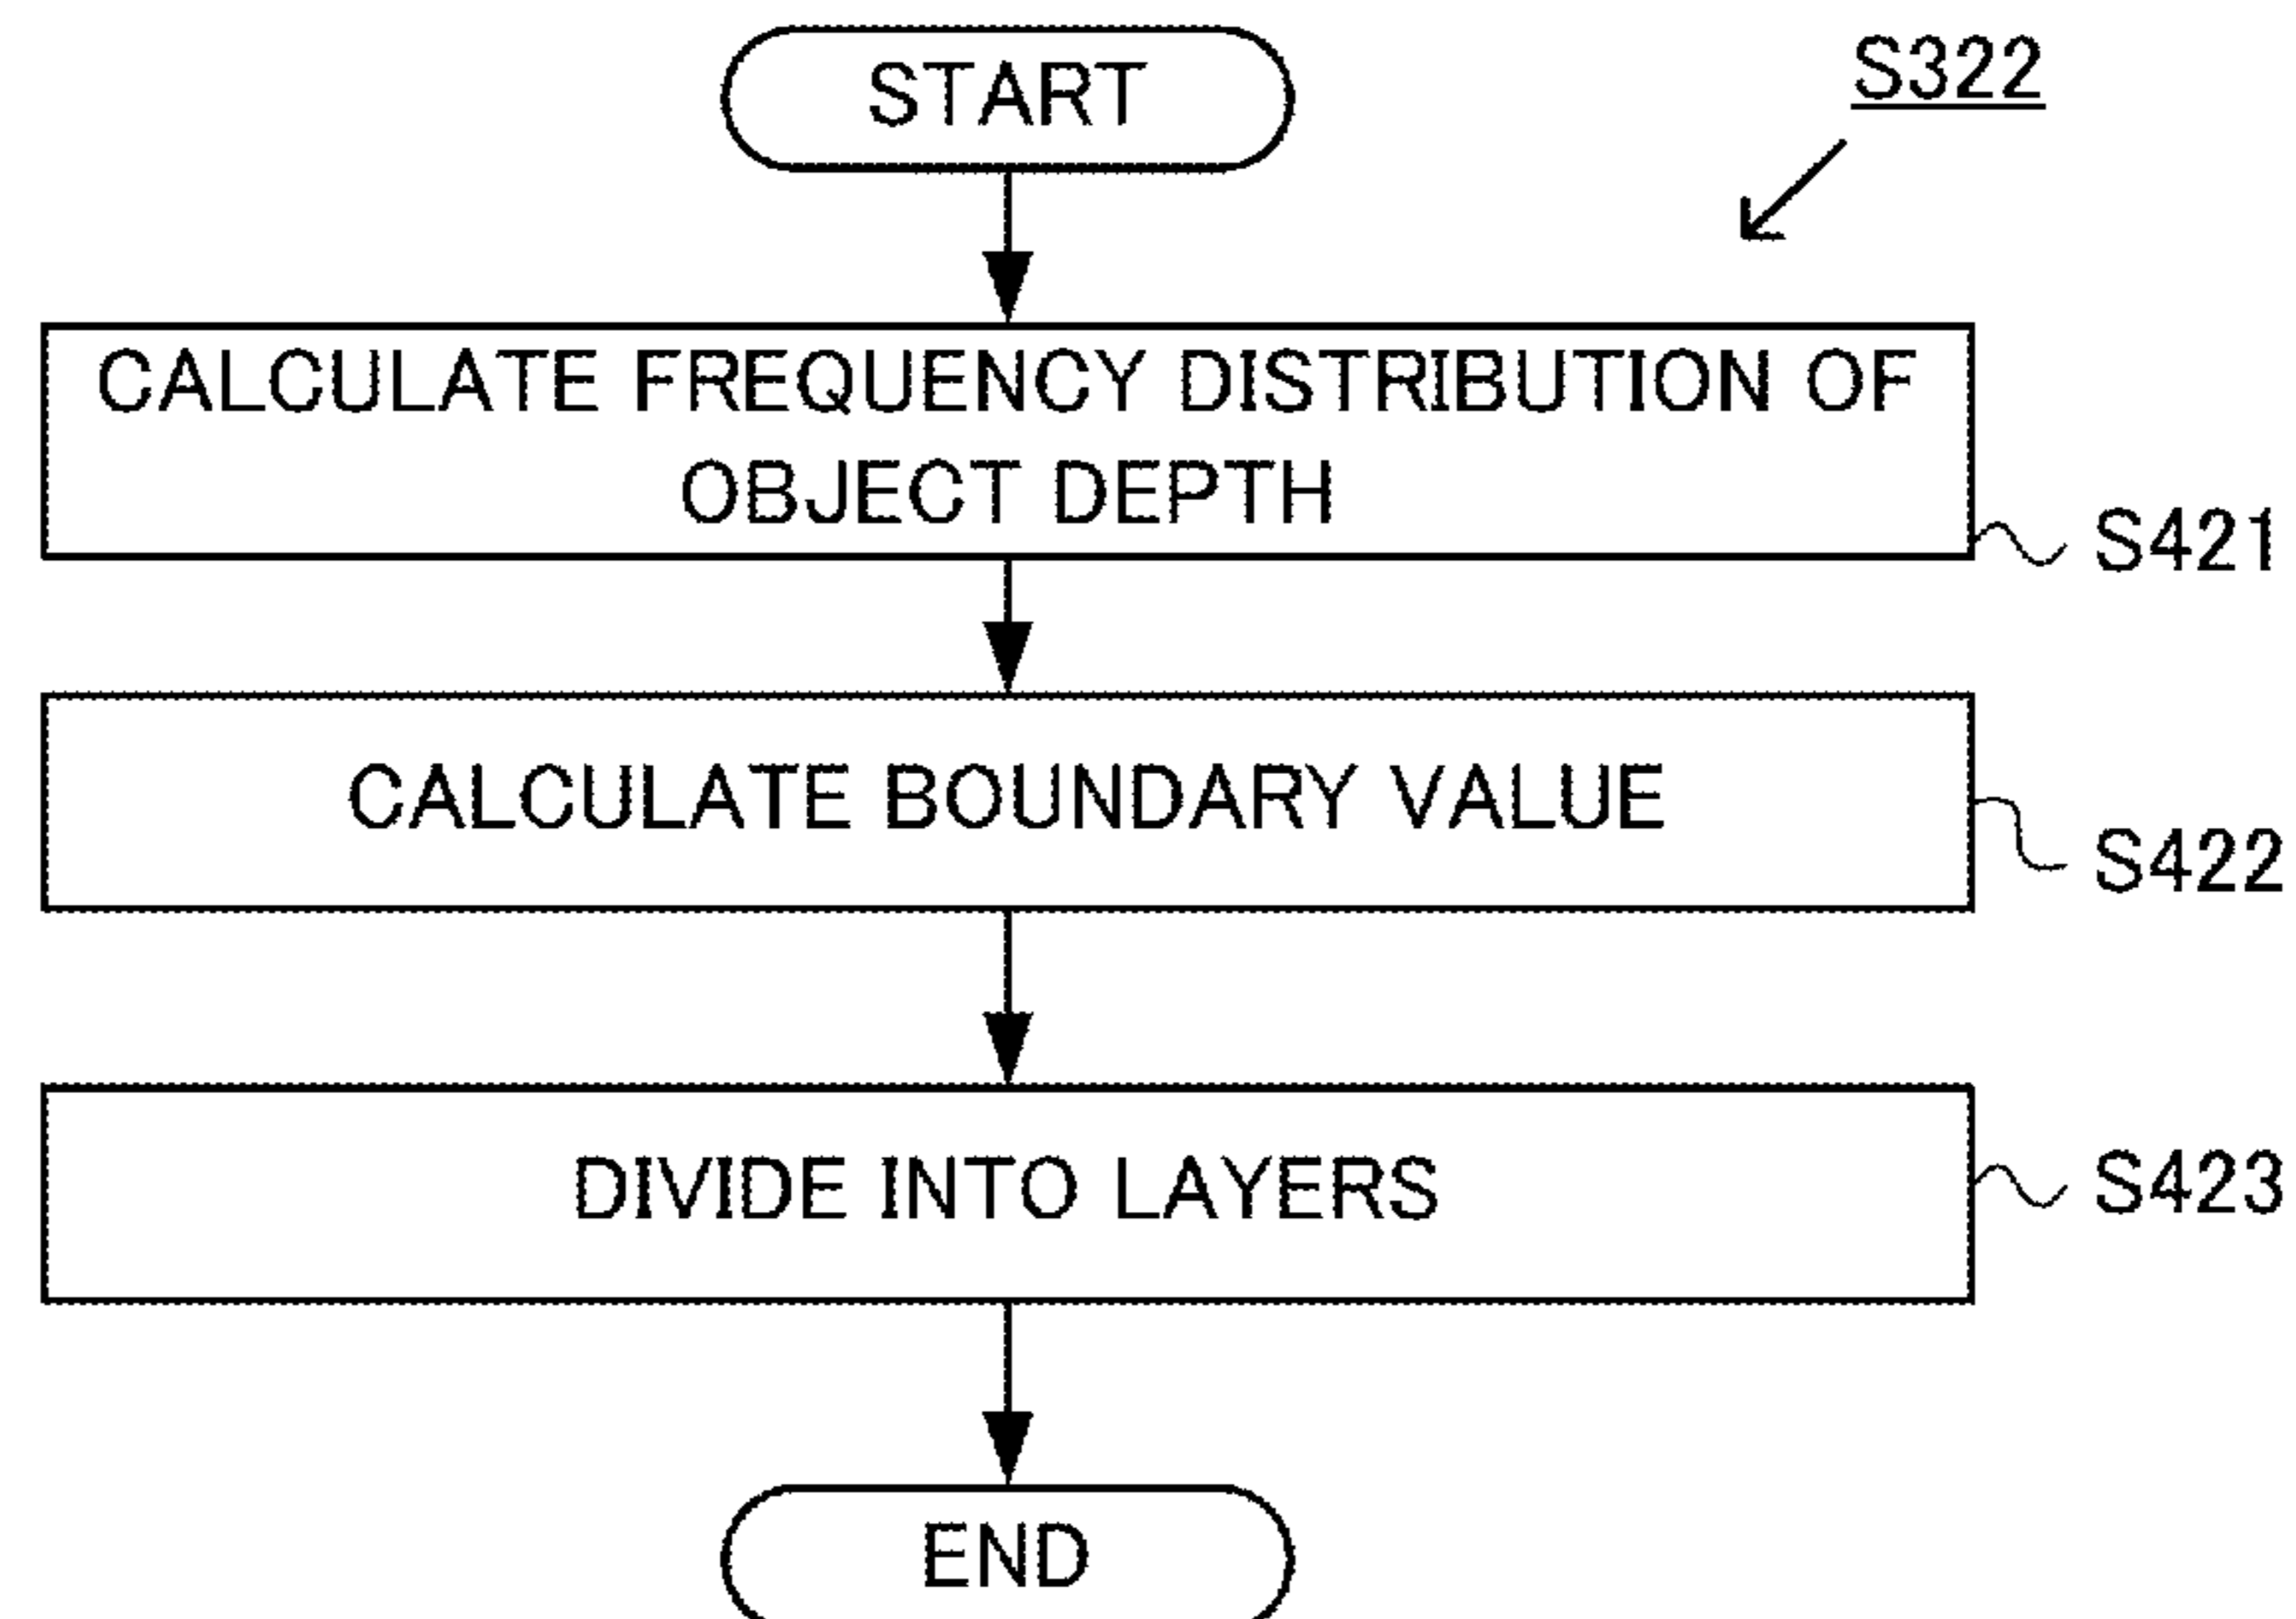 START
S322
CALCULATE FREQUENCY DISTRIBUTION OF
OBJECT DEPTH
S421
CALCULATE BOUNDARY VALUE
S422
DIVIDE INTO LAYERS
S423
END